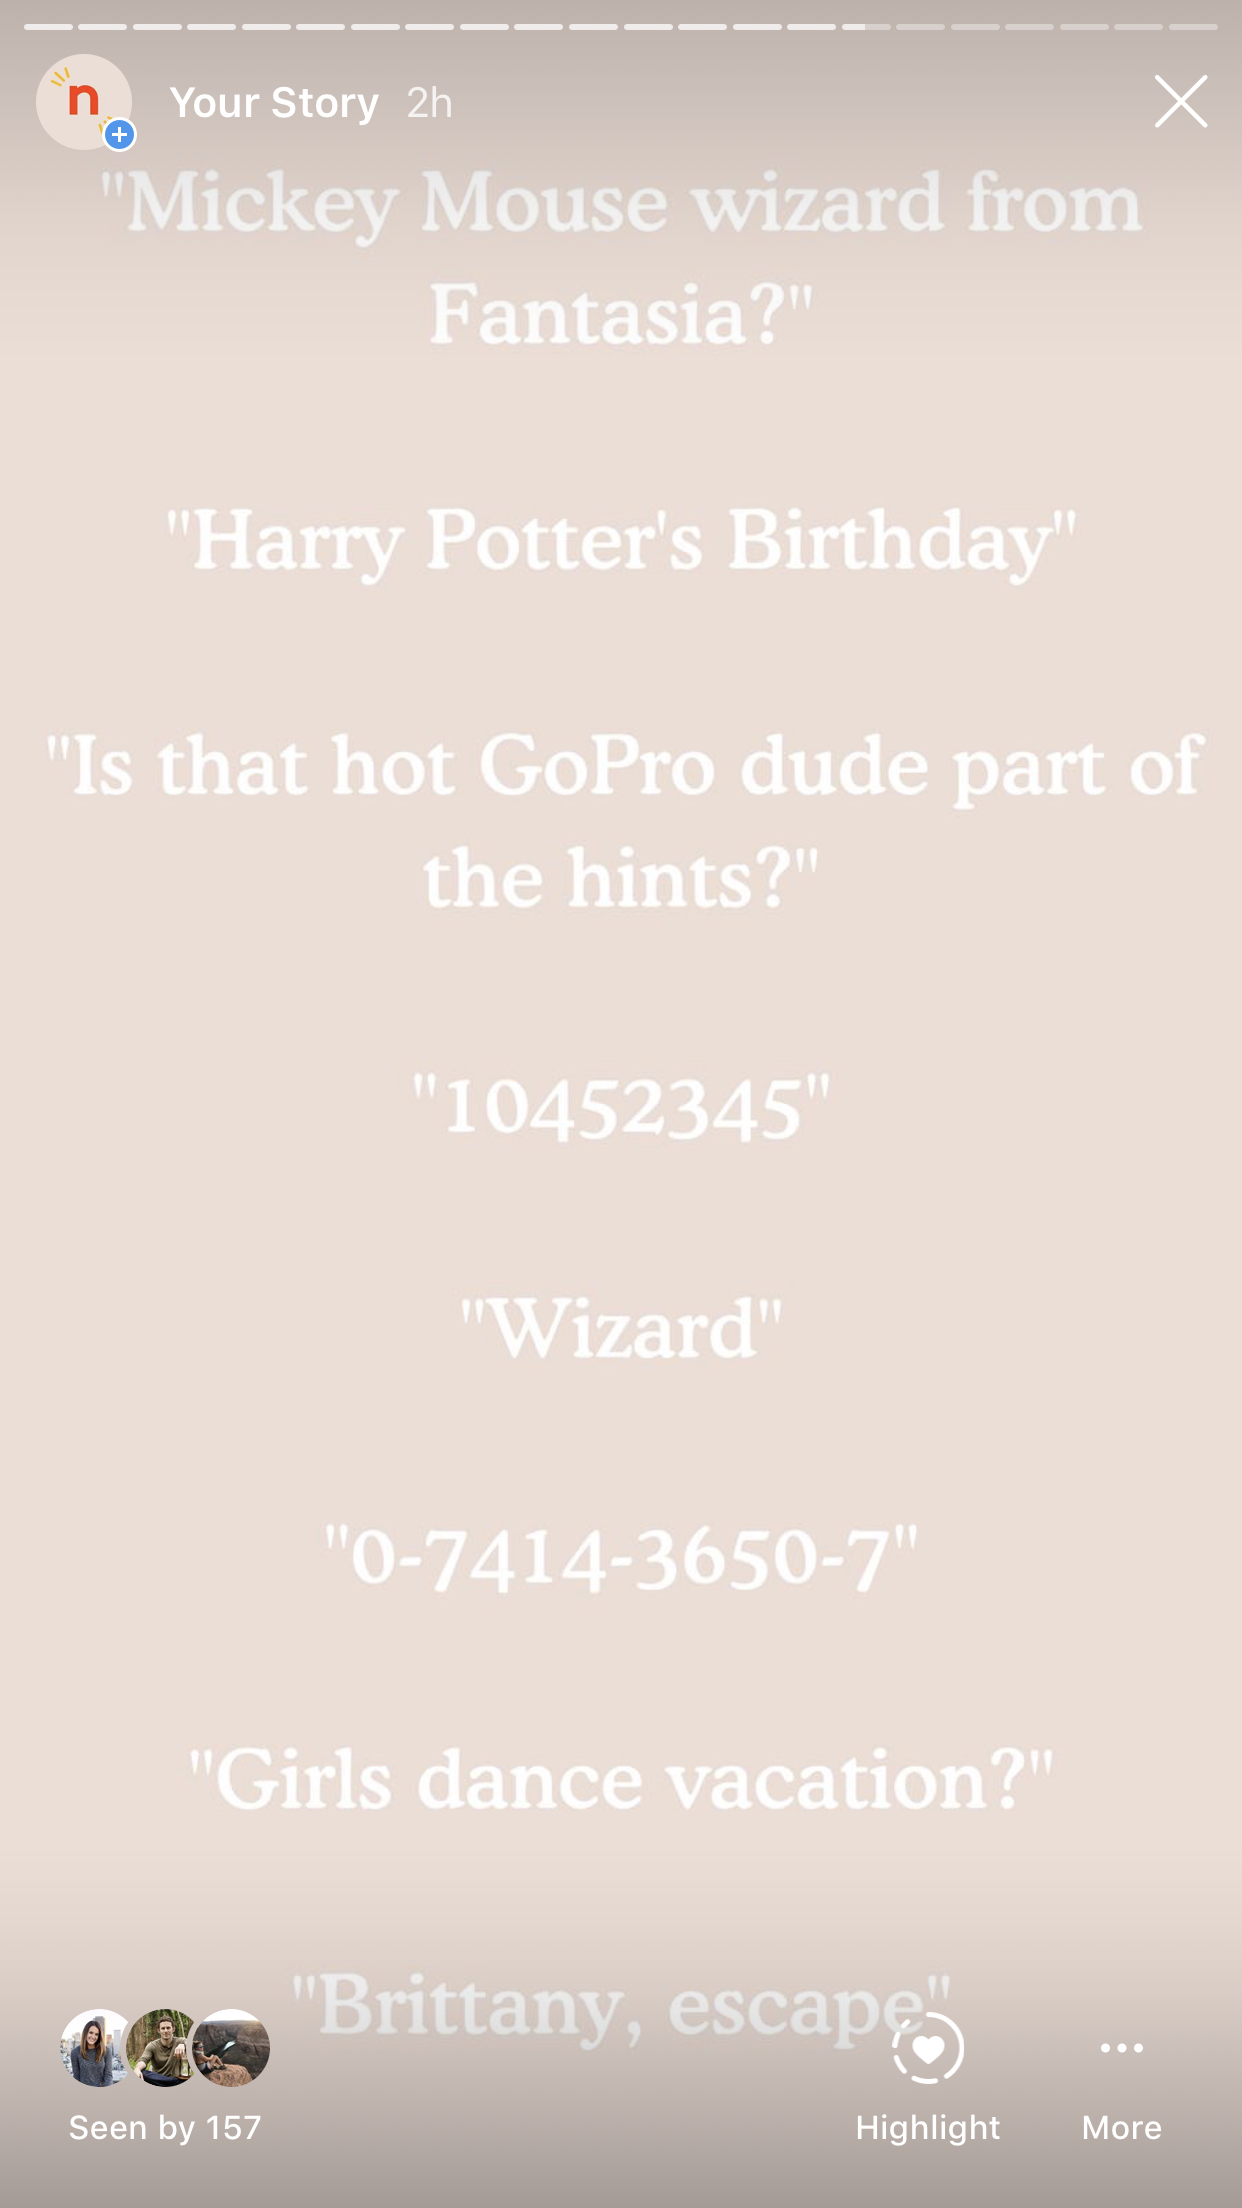 n
Your Story 2h
"Mickey Mouse wizard from
Fantasia?"
"Harry Potter's Birthday"
"Is that hot GoPro dude part of
the hints?"
"10452345"
"Wizard"
"0-7414-3650-7"
"Girls dance vacation?"
"Brittany, escape"
Seen by 157
Highlight
More